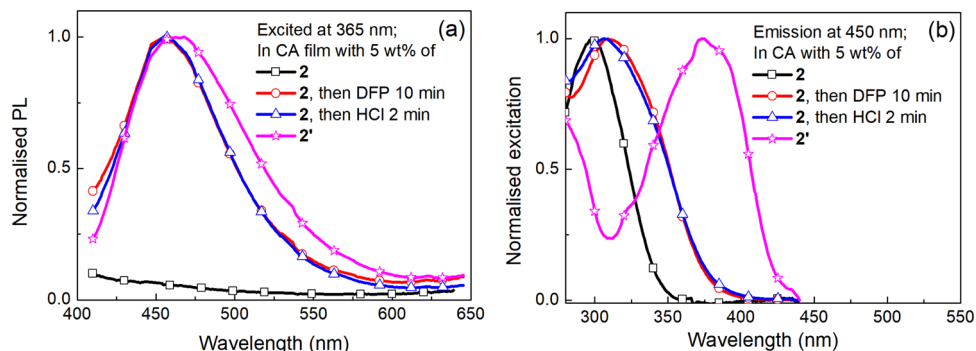 Excited at 365 nm;
In CA film with 5 wt% of
2
2, then DFP 10 min
2, then HCl 2 min
2'
(a)
Normalised PL
1.0
0.5
0.0
400
450
500
550
600
650
Wavelength (nm)
Emission at 450 nm;
In CA with 5 wt% of
2
2, then DFP 10 min
2, then HCl 2 min
2'
(b)
Normalised excitation
1.0
0.5
0.0
300
350
400
450
500
550
Wavelength (nm)